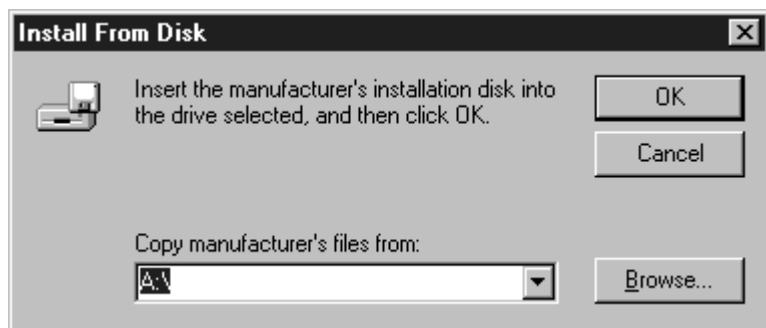 Install From Disk
Insert the manufacturer's installation disk into
the drive selected, and then click OK.
OK
Cancel
Copy manufacturer's files from:
A:\
Browse...